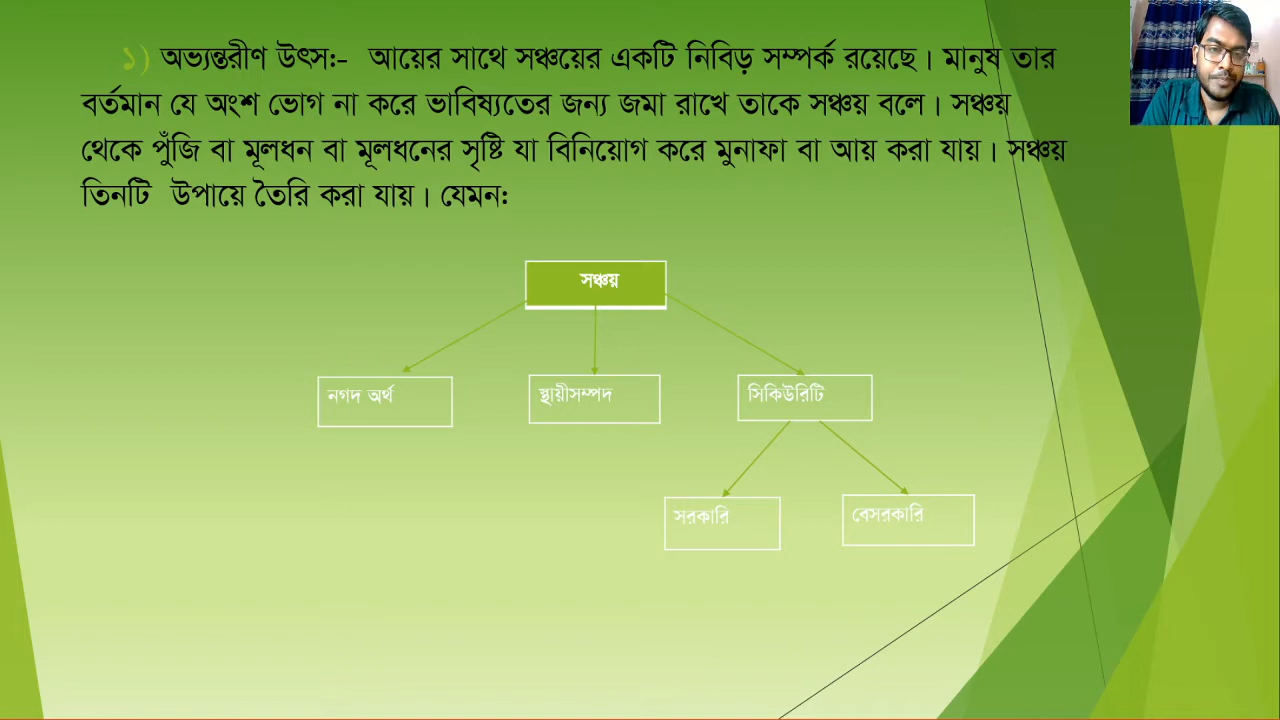 ১) অভ্যন্তরীণ উৎস:- আয়ের সাথে সঞ্চয়ের একটি নিবিড় সম্পর্ক রয়েছে। মানুষ তার
বর্তমান যে অংশ ভোগ না করে ভাবিষ্যতের জন্য জমা রাখে তাকে সঞ্চয় বলে। সঞ্চয়
থেকে পুঁজি বা মূলধন বা মূলধনের সৃষ্টি যা বিনিয়োগ করে মুনাফা বা আয় করা যায়। সঞ্চয়
তিনটি উপায়ে তৈরি করা যায়। যেমন:
সঞ্চয়
নগদ অর্থ
স্থায়ীসম্পদ
সিকিউরিটি
সরকারি
বেসরকারি